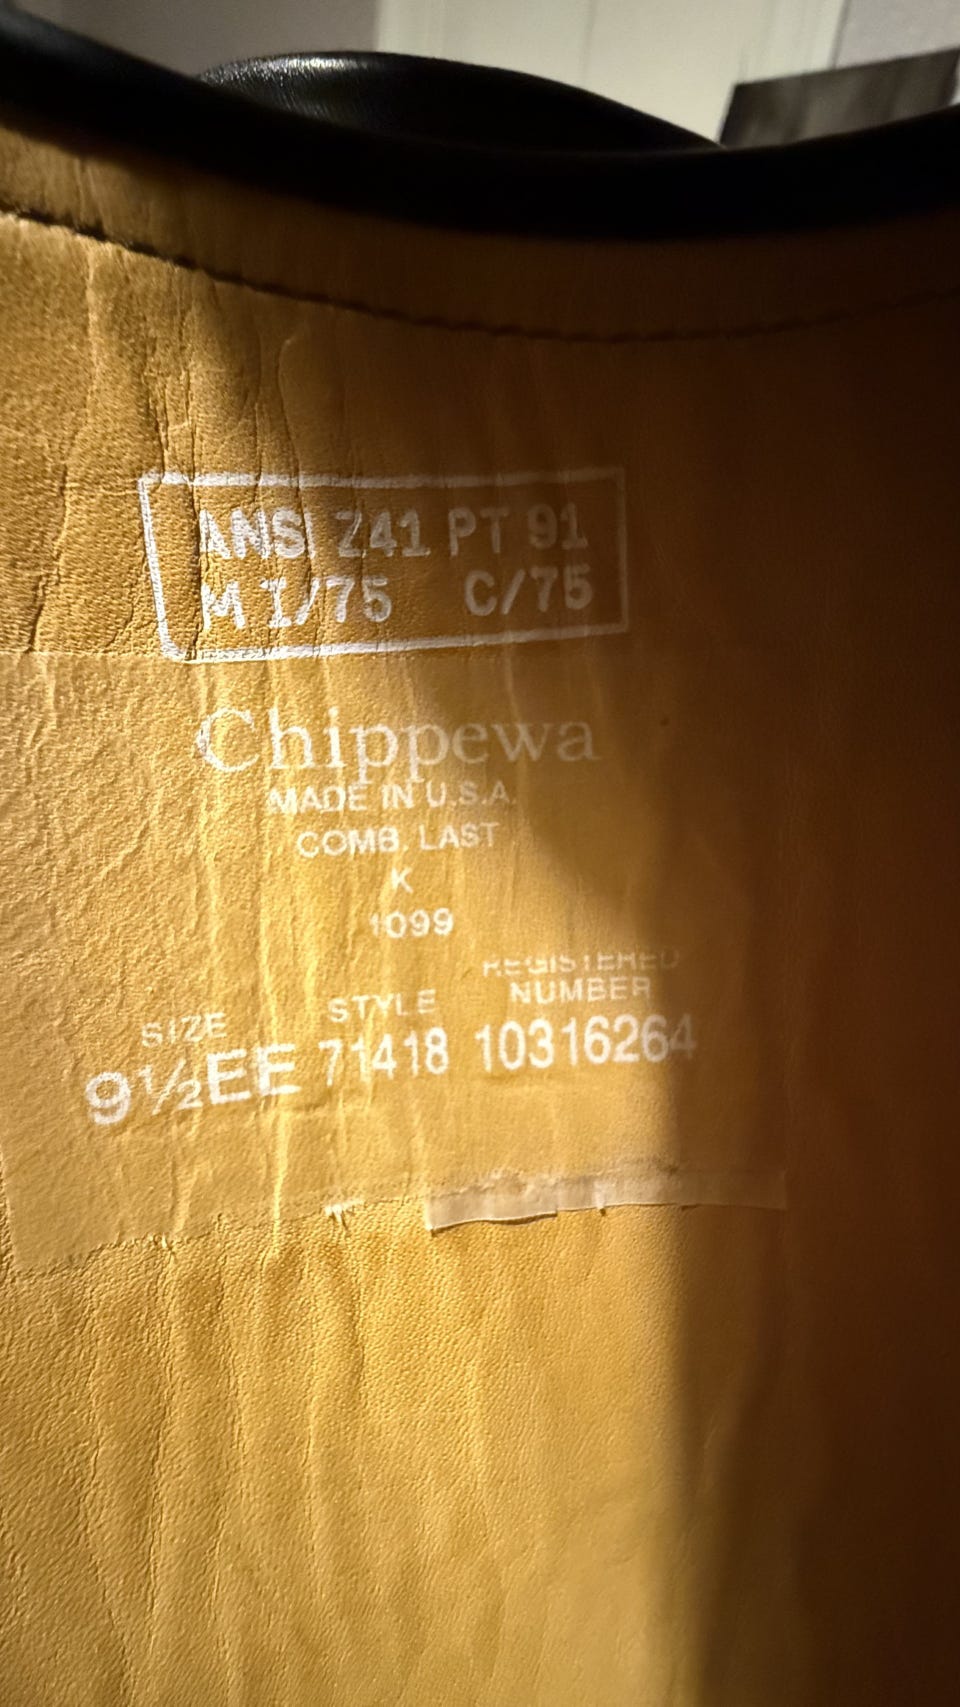 ANSI Z41 PT 91
M I/75 C/75
Chippewa
MADE IN U.S.A.
COMB. LAST
K
1099
SIZE STYLE REGISTERED NUMBER
9½EE 71418 10316264